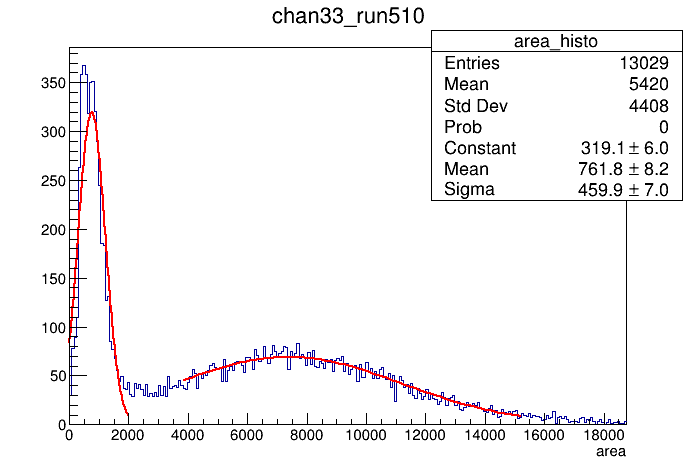 chan33_run510
area_histo
Entries 13029
Mean 5420
Std Dev 4408
Prob 0
Constant 319.1 ± 6.0
Mean 761.8 ± 8.2
Sigma 459.9 ± 7.0
350
300
250
200
150
100
50
0
0 2000 4000 6000 8000 10000 12000 14000 16000 18000
area